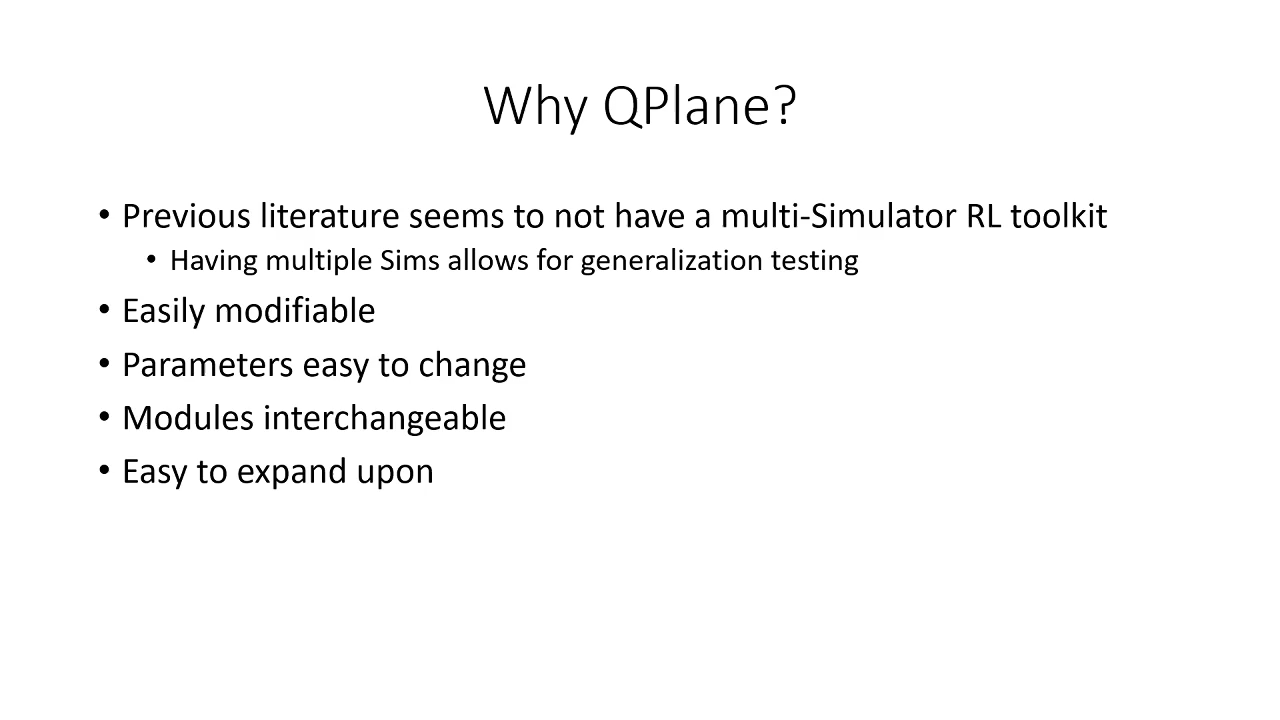 Why QPlane?
• Previous literature seems to not have a multi-Simulator RL toolkit
• Having multiple Sims allows for generalization testing
• Easily modifiable
• Parameters easy to change
• Modules interchangeable
• Easy to expand upon